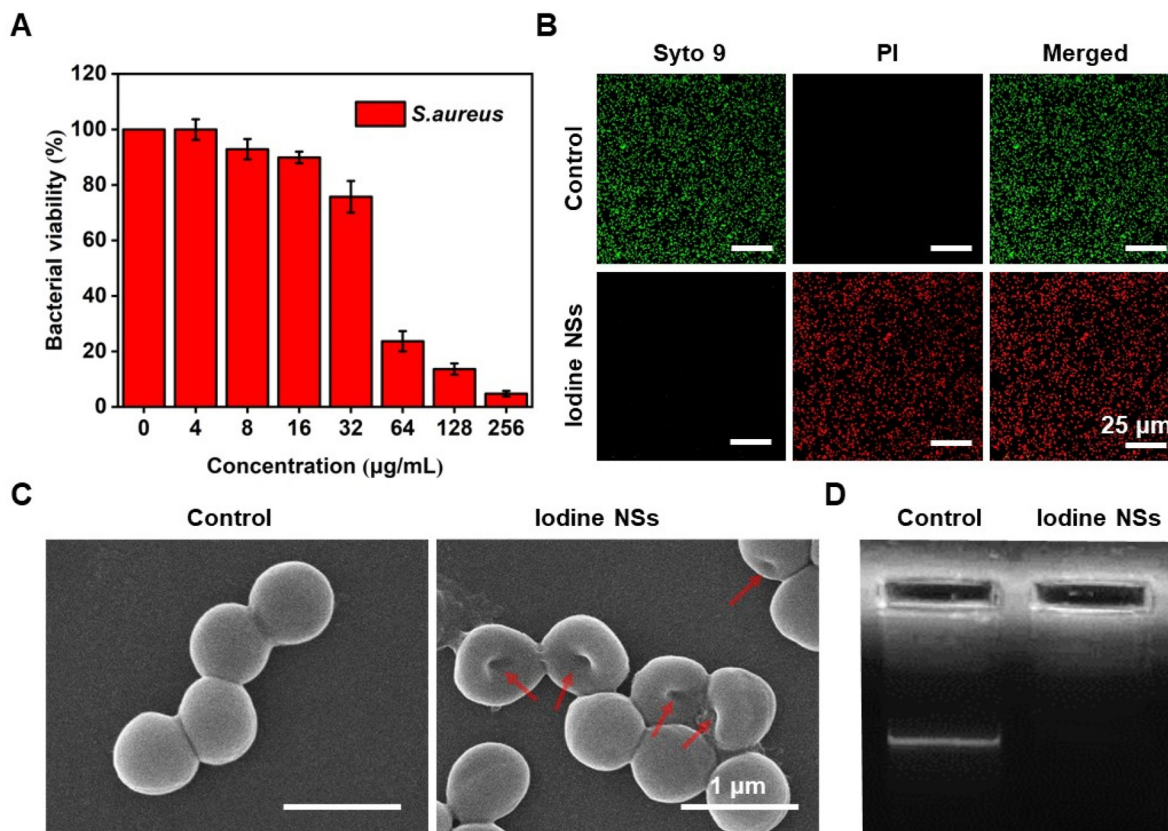 A
Bacterial viability (%)
120
100
80
60
40
20
0
S.aureus
0 4 8 16 32 64 128 256
Concentration (µg/mL)
B
Syto 9 PI Merged
Control
Iodine NSs
25 µm
C
Control Iodine NSs
1 µm
D
Control Iodine NSs